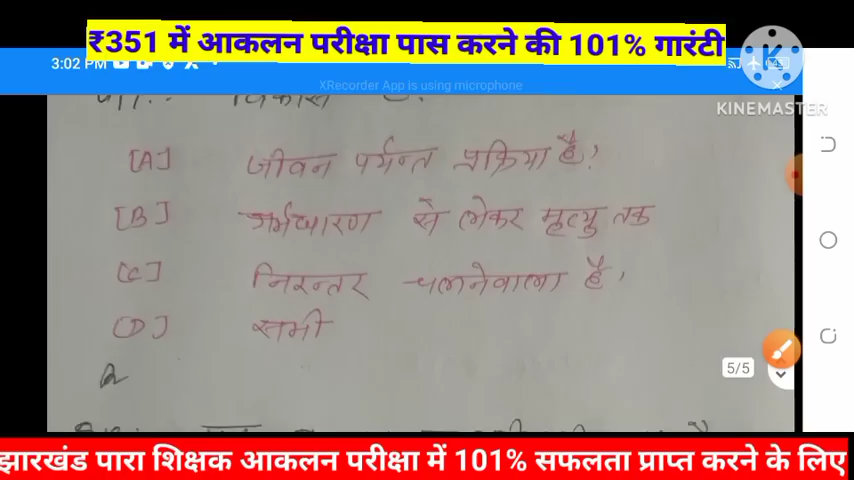 ₹351 में आकलन परीक्षा पास करने की 101% गारंटी
3:02 PM
XRecorder App is using microphone
KINEMASTER
विकास है?
[A] जीवन पर्यन्त प्रक्रिया है?
[B] गर्भधारण से लेकर मृत्यु तक
[C] निरन्तर चलनेवाला है,
[D] सभी
5/5
झारखंड पारा शिक्षक आकलन परीक्षा में 101% सफलता प्राप्त करने के लिए